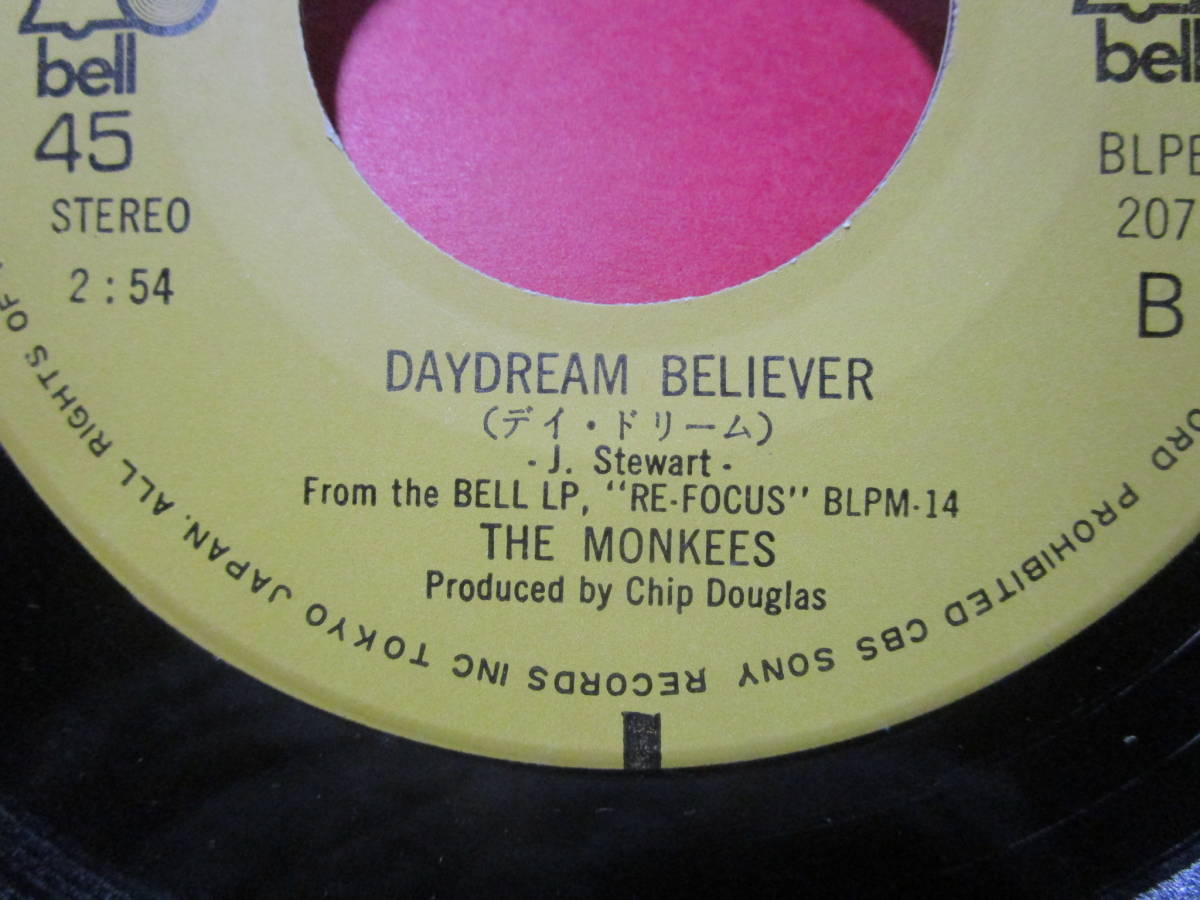 bell
45
STEREO
2:54
bell
BLPB
207
B
DAYDREAM BELIEVER
(デイ・ドリーム)
- J. Stewart -
From the BELL LP, "RE-FOCUS" BLPM-14
THE MONKEES
Produced by Chip Douglas
PROHIBITED CBS SONY RECORDS INC TOKYO JAPAN. ALL RIGHTS OF